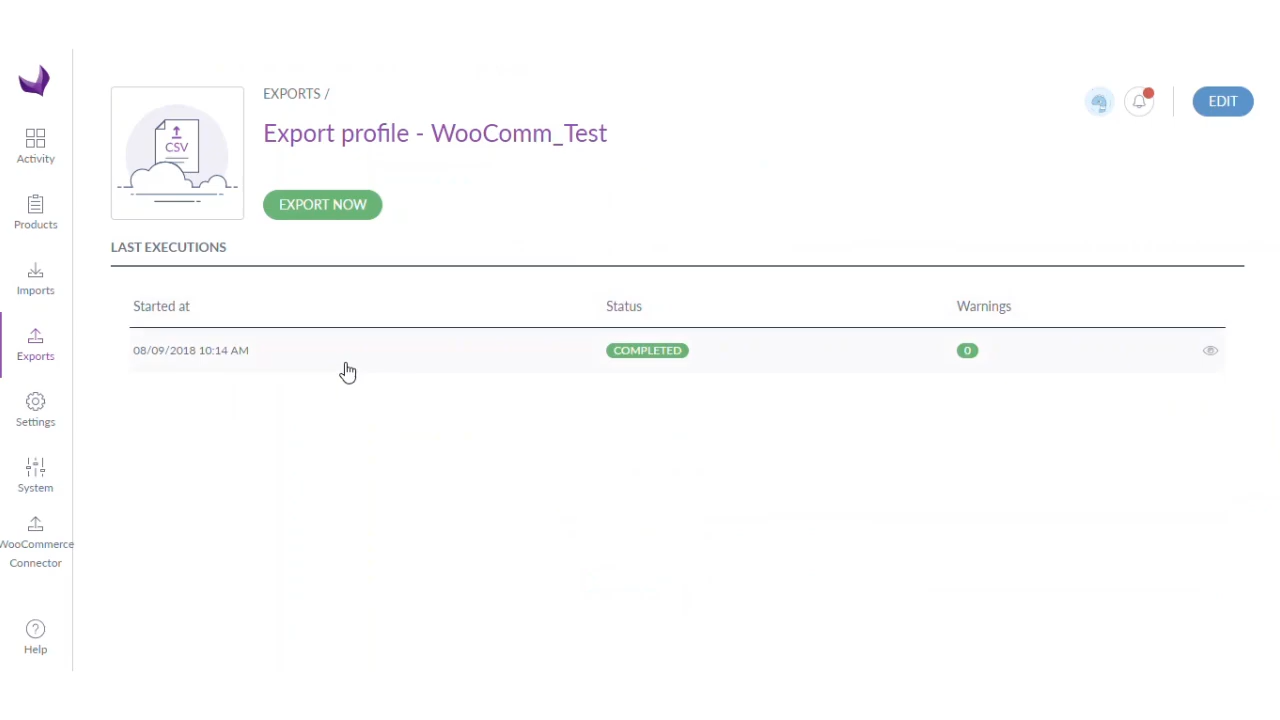 EXPORTS /
Export profile - WooComm_Test
EDIT
CSV
EXPORT NOW
Activity
Products
Imports
Exports
Settings
System
WooCommerce
Connector
Help
LAST EXECUTIONS
Started at Status Warnings
08/09/2018 10:14 AM COMPLETED 0